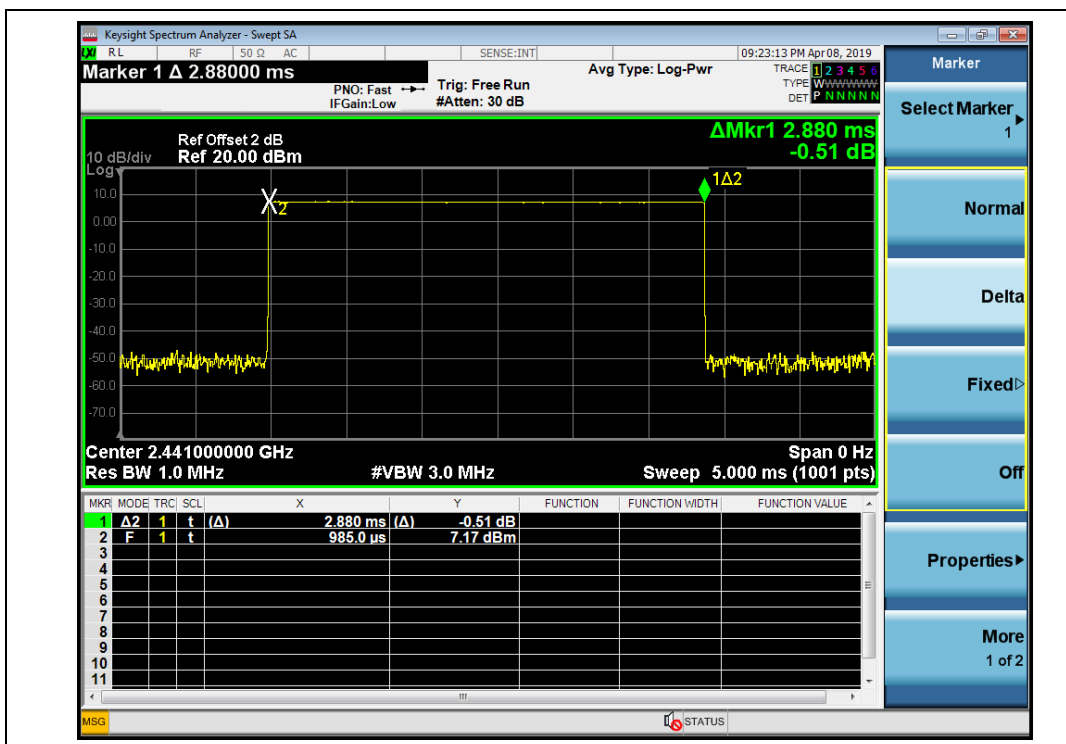 Keysight Spectrum Analyzer - Swept SA
LXI RL RF 50 Ω AC SENSE:INT 09:23:13 PM Apr 08, 2019
Marker 1 Δ 2.88000 ms
PNO: Fast
IFGain:Low
Trig: Free Run
#Atten: 30 dB
Avg Type: Log-Pwr
TRACE 1 2 3 4 5 6
TYPE WWWWWW
DET P N N N N N
Ref Offset 2 dB
10 dB/div Ref 20.00 dBm
Log
ΔMkr1 2.880 ms
-0.51 dB
10.0
0.00
-10.0
-20.0
-30.0
-40.0
-50.0
-60.0
-70.0
X2
1Δ2
Center 2.441000000 GHz Span 0 Hz
Res BW 1.0 MHz #VBW 3.0 MHz Sweep 5.000 ms (1001 pts)
MKR MODE TRC SCL X Y FUNCTION FUNCTION WIDTH FUNCTION VALUE
1 Δ2 1 t (Δ) 2.880 ms (Δ) -0.51 dB
2 F 1 t 985.0 µs 7.17 dBm
3
4
5
6
7
8
9
10
11
MSG STATUS
Marker
Select Marker
1
Normal
Delta
Fixed
Off
Properties
More
1 of 2